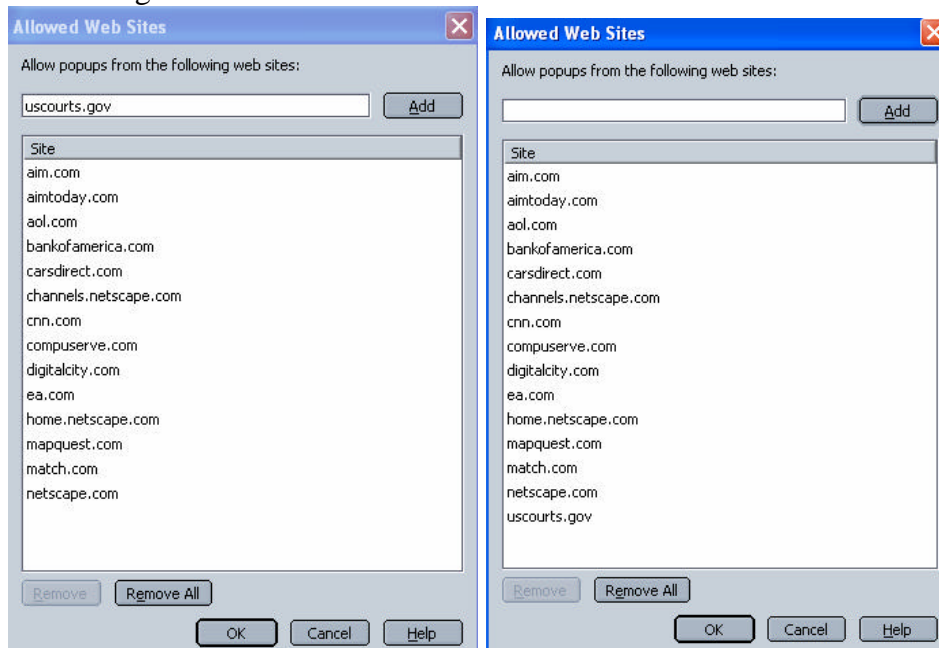 Allowed Web Sites
Allow popups from the following web sites:
uscourts.gov Add
Site
aim.com
aimtoday.com
aol.com
bankofamerica.com
carsdirect.com
channels.netscape.com
cnn.com
compuserve.com
digitalcity.com
ea.com
home.netscape.com
mapquest.com
match.com
netscape.com
Remove Remove All
OK Cancel Help
Allowed Web Sites
Allow popups from the following web sites:
Add
Site
aim.com
aimtoday.com
aol.com
bankofamerica.com
carsdirect.com
channels.netscape.com
cnn.com
compuserve.com
digitalcity.com
ea.com
home.netscape.com
mapquest.com
match.com
netscape.com
uscourts.gov
Remove Remove All
OK Cancel Help